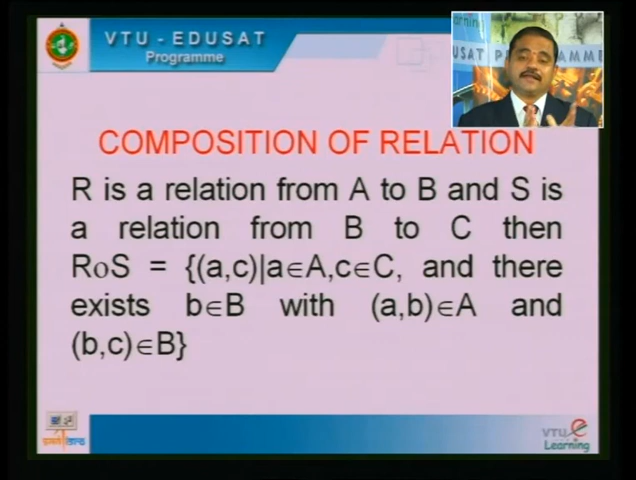 VTU - EDUSAT
Programme
COMPOSITION OF RELATION
R is a relation from A to B and S is
a relation from B to C then
RoS = {(a,c)|a∈A,c∈C, and there
exists b∈B with (a,b)∈A and
(b,c)∈B}
VTU e
Learning